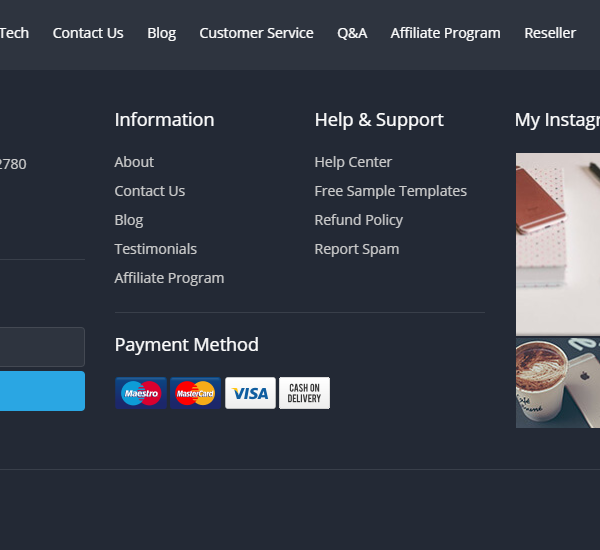 Tech Contact Us Blog Customer Service Q&A Affiliate Program Reseller
Information
About
Contact Us
Blog
Testimonials
Affiliate Program
Help & Support
Help Center
Free Sample Templates
Refund Policy
Report Spam
My Instagr
2780
Payment Method
Maestro
MasterCard
VISA
CASH ON
DELIVERY